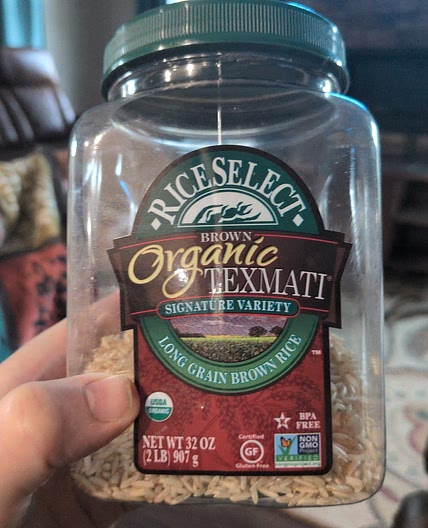 RICESELECT
BROWN
Organic
TEXMATI®
SIGNATURE VARIETY
LONG GRAIN BROWN RICE
™
USDA
ORGANIC
BPA
FREE
NET WT 32 OZ
(2 LB) 907 g
Certified
GF
Gluten-Free
NON
GMO
Project
VERIFIED